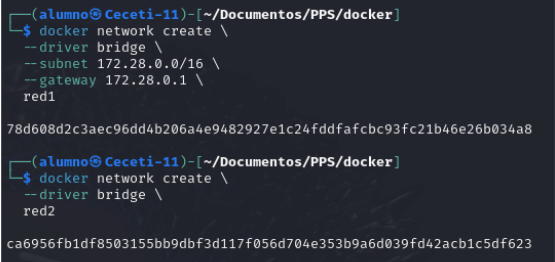 ┌──(alumno㉿Ceceti-11)-[~/Documentos/PPS/docker]
└─$ docker network create \
  --driver bridge \
  --subnet 172.28.0.0/16 \
  --gateway 172.28.0.1 \
  red1
78d608d2c3aec96dd4b206a4e9482927e1c24fddfafcbc93fc21b46e26b034a8
┌──(alumno㉿Ceceti-11)-[~/Documentos/PPS/docker]
└─$ docker network create \
  --driver bridge \
  red2
ca6956fb1df8503155bb9dbf3d117f056d704e353b9a6d039fd42acb1c5df623